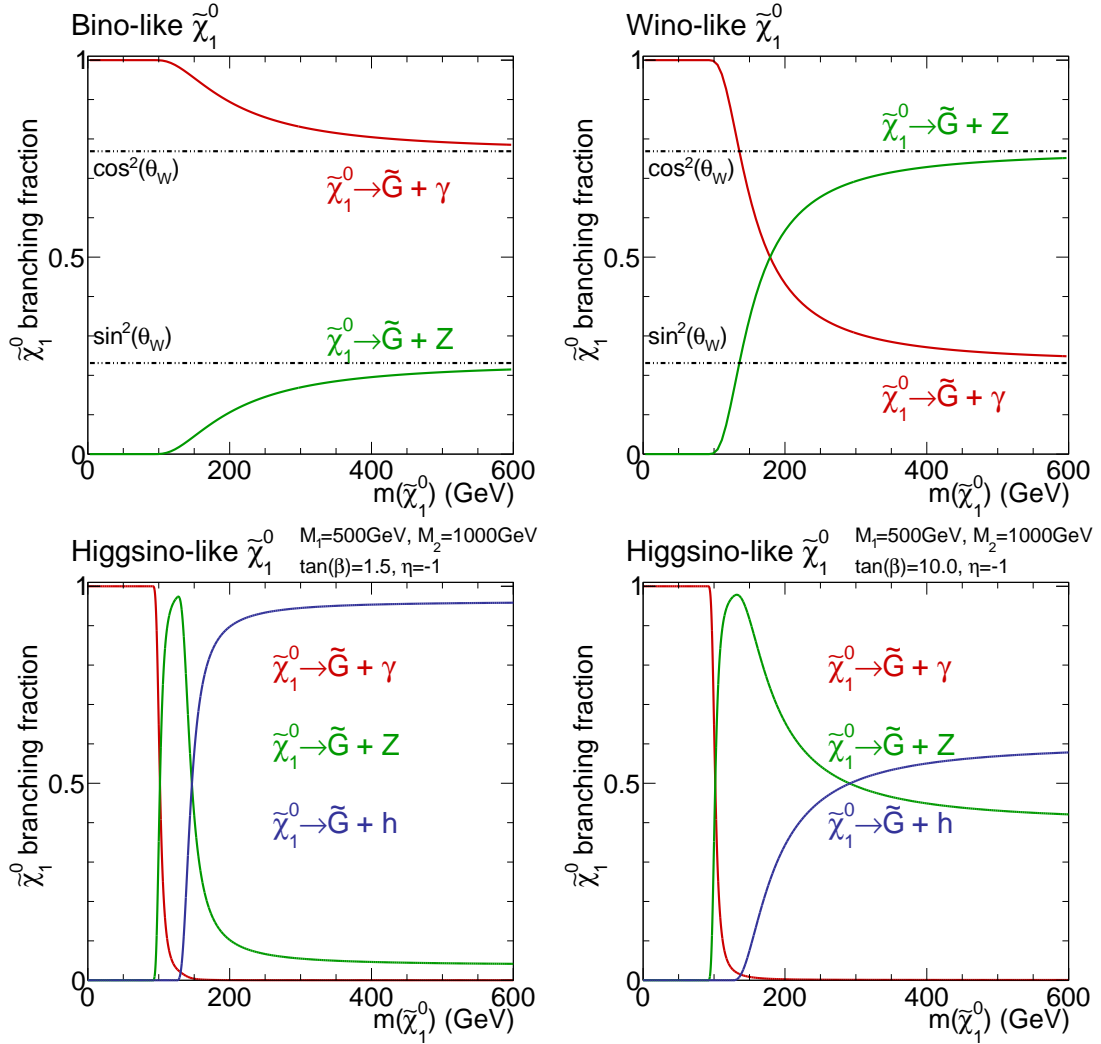 Bino-like χ̃₁⁰
χ̃₁⁰ branching fraction
1
0.5
0
cos²(θ_W)
χ̃₁⁰→G̃ + γ
sin²(θ_W)
χ̃₁⁰→G̃ + Z
0 200 400 600
m(χ̃₁⁰) (GeV)
Wino-like χ̃₁⁰
χ̃₁⁰ branching fraction
1
0.5
0
χ̃₁⁰→G̃ + Z
cos²(θ_W)
sin²(θ_W)
χ̃₁⁰→G̃ + γ
0 200 400 600
m(χ̃₁⁰) (GeV)
Higgsino-like χ̃₁⁰
M₁=500GeV, M₂=1000GeV
tan(β)=1.5, η=-1
χ̃₁⁰ branching fraction
1
0.5
0
χ̃₁⁰→G̃ + γ
χ̃₁⁰→G̃ + Z
χ̃₁⁰→G̃ + h
0 200 400 600
m(χ̃₁⁰) (GeV)
Higgsino-like χ̃₁⁰
M₁=500GeV, M₂=1000GeV
tan(β)=10.0, η=-1
χ̃₁⁰ branching fraction
1
0.5
0
χ̃₁⁰→G̃ + γ
χ̃₁⁰→G̃ + Z
χ̃₁⁰→G̃ + h
0 200 400 600
m(χ̃₁⁰) (GeV)